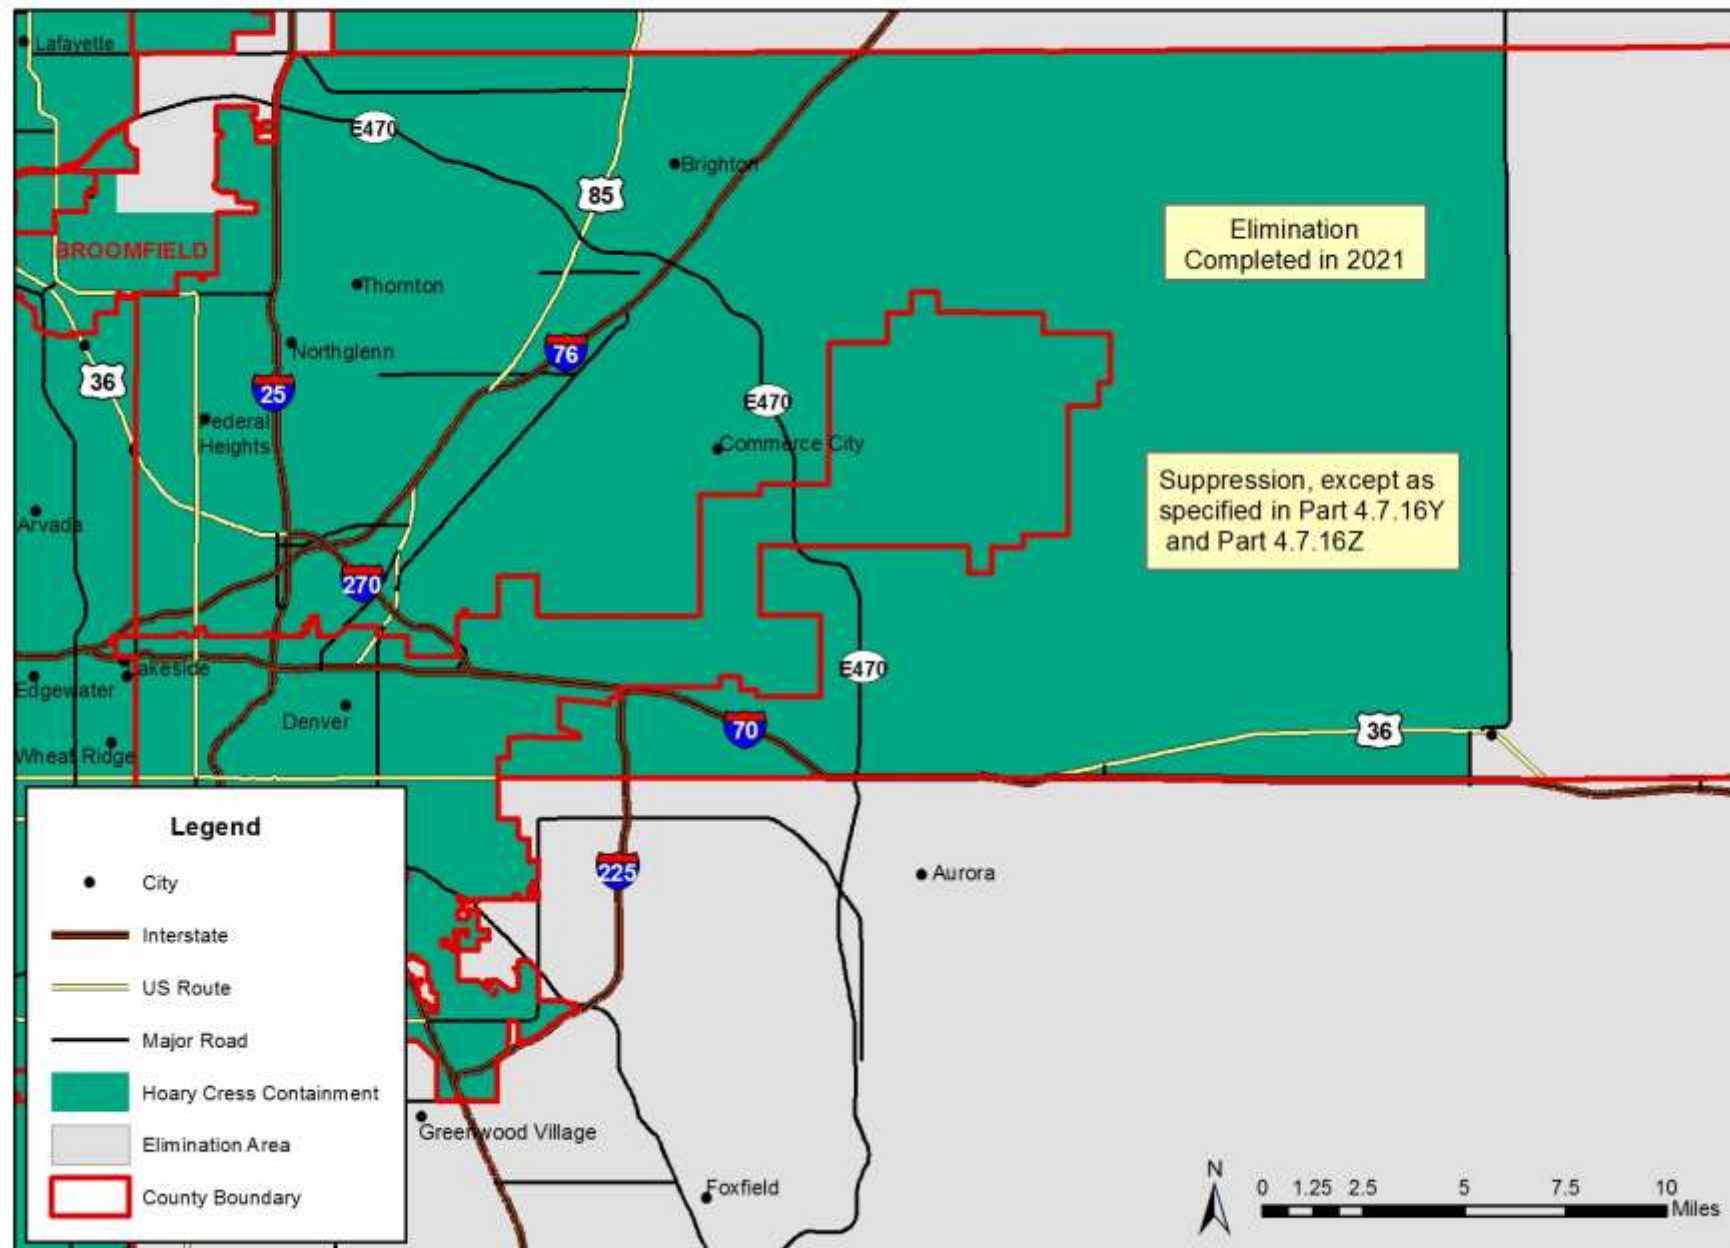 Lafayette
E470
Brighton
85
Elimination
Completed in 2021
BROOMFIELD
Thornton
Northglenn
76
36
25
E470
Federal
Heights
Commerce City
Suppression, except as
specified in Part 4.7.16Y
and Part 4.7.16Z
Arvada
270
Lakeside
E470
Edgewater
Denver
70
36
Wheat Ridge
Legend
City
Interstate
US Route
Major Road
Hoary Cress Containment
Elimination Area
County Boundary
225
Aurora
Greenwood Village
Foxfield
N
0 1.25 2.5 5 7.5 10
Miles